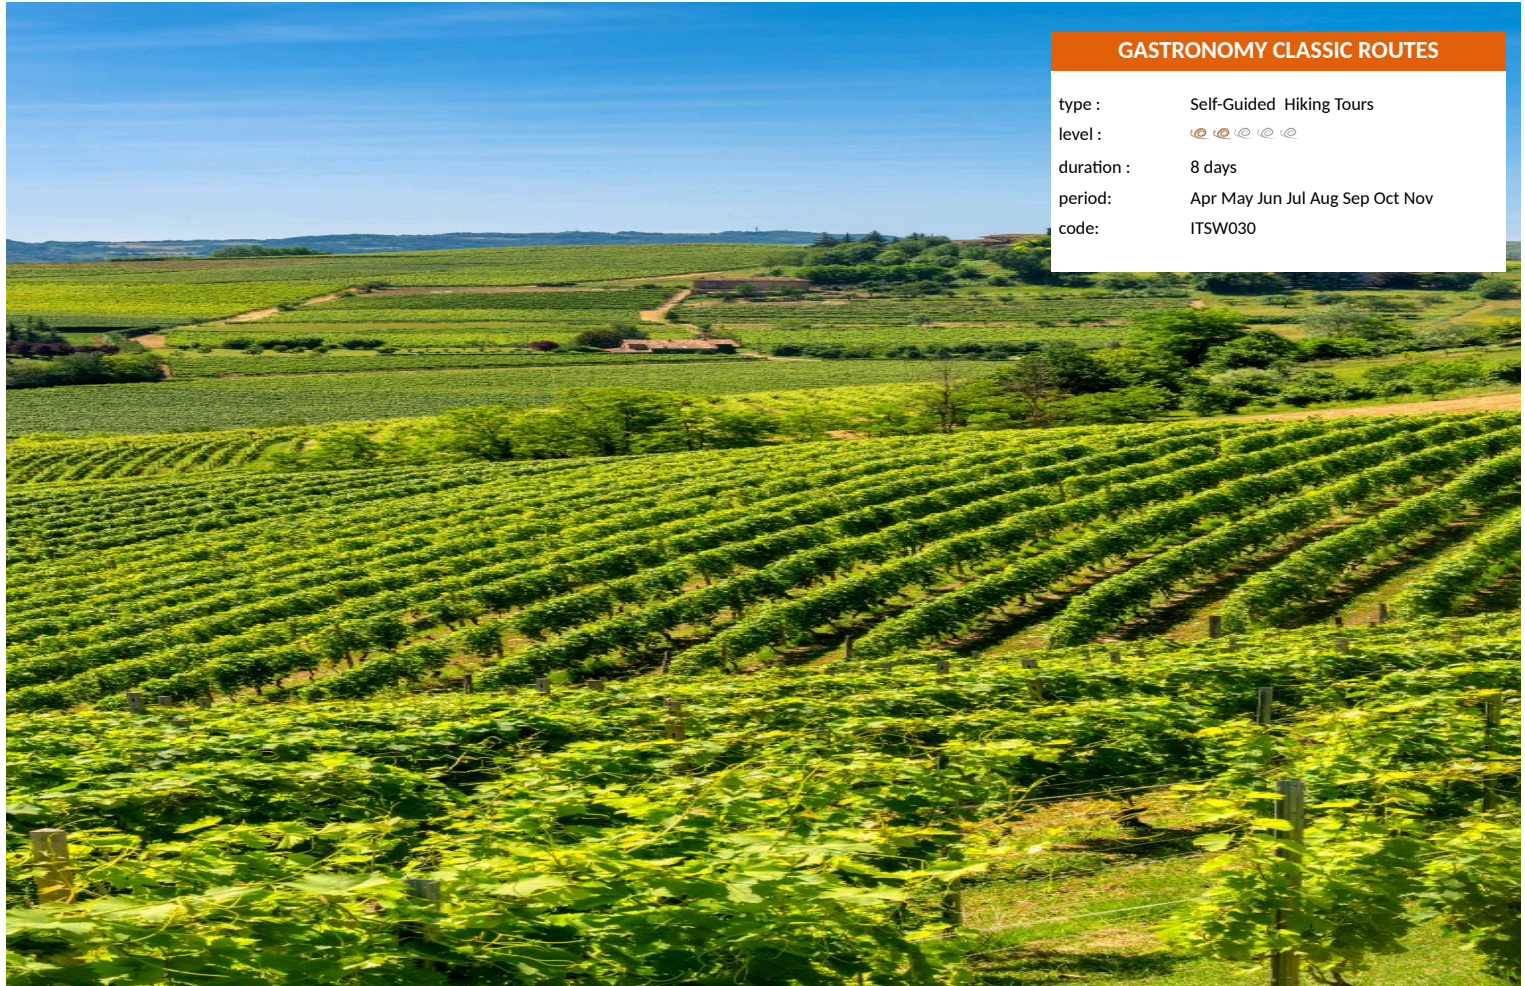 GASTRONOMY CLASSIC ROUTES
type : Self-Guided  Hiking Tours
level :
duration : 8 days
period: Apr May Jun Jul Aug Sep Oct Nov
code: ITSW030